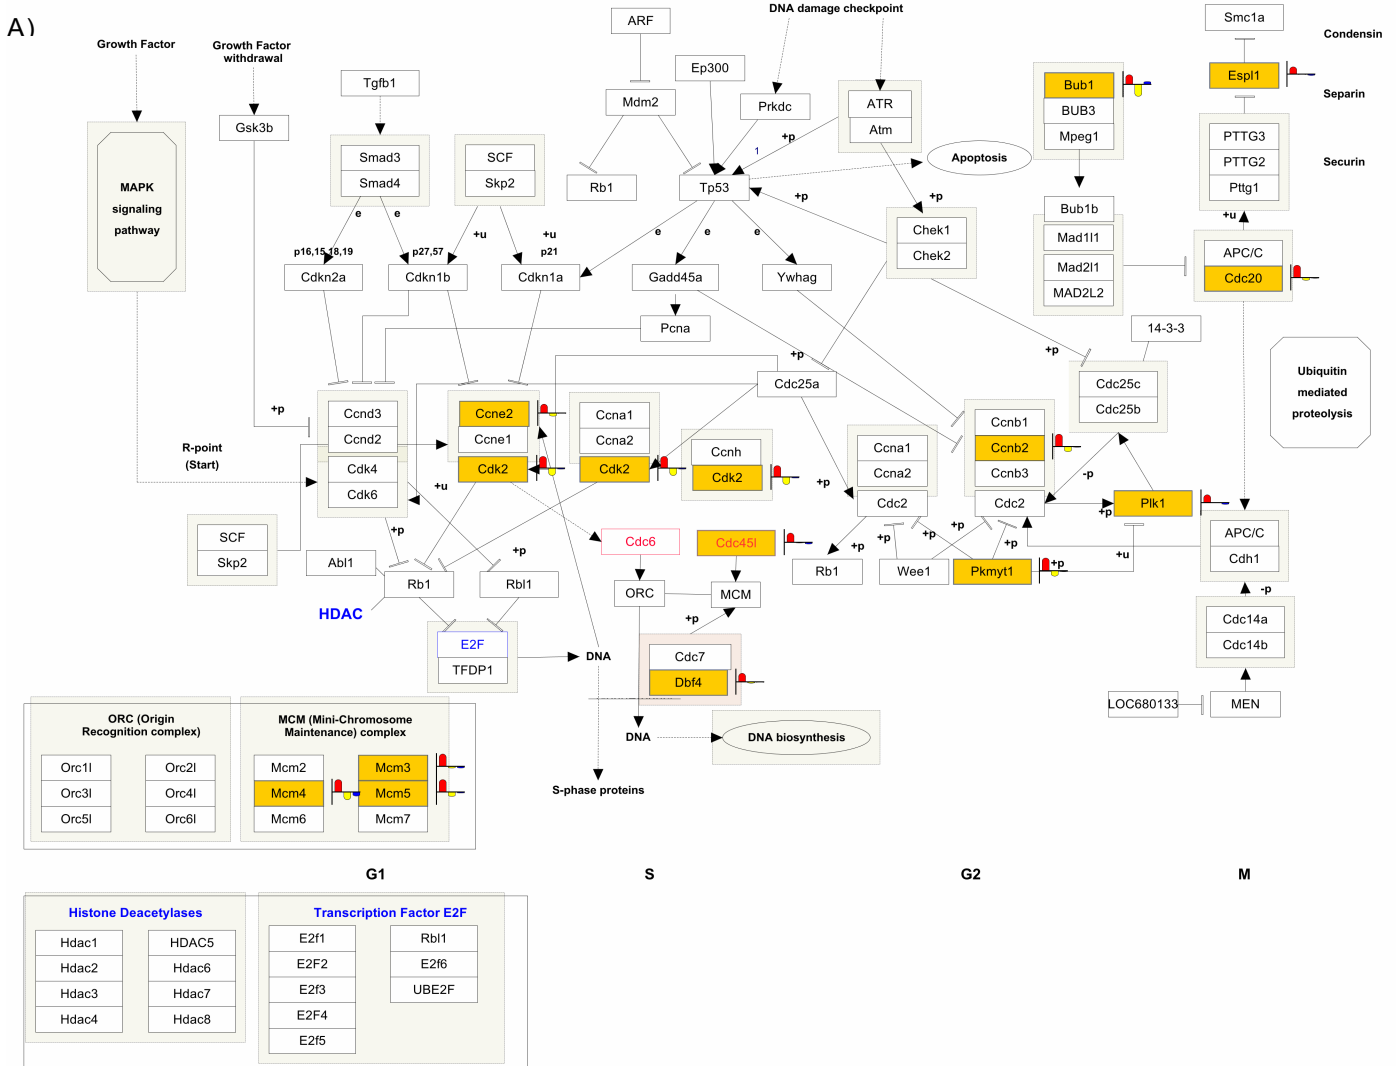 A)
Growth Factor
Growth Factor
withdrawal
Tgfb1
Gsk3b
MAPK
signaling
pathway
Smad3
Smad4
SCF
Skp2
e
e
+u
+u
p16,15,18,19
p27,57
p21
Cdkn2a
Cdkn1b
Cdkn1a
ARF
Mdm2
Rb1
Ep300
DNA damage checkpoint
Prkdc
ATR
Atm
+p
1
Tp53
Apoptosis
+p
+p
e
e
e
Gadd45a
Ywhag
Pcna
Chek1
Chek2
Bub1
BUB3
Mpeg1
Bub1b
Mad1l1
Mad2l1
MAD2L2
Smc1a
Condensin
Espl1
Separin
PTTG3
PTTG2
Pttg1
Securin
+u
APC/C
Cdc20
14-3-3
Ubiquitin
mediated
proteolysis
+p
+p
Cdc25a
Cdc25c
Cdc25b
+p
R-point
(Start)
Ccnd3
Ccnd2
Cdk4
Cdk6
Ccne2
Ccne1
Cdk2
Ccna1
Ccna2
Cdk2
Ccnh
Cdk2
Ccna1
Ccna2
Cdc2
Ccnb1
Ccnb2
Ccnb3
Cdc2
-p
Plk1
+p
+u
+p
+p
+p
SCF
Skp2
Abl1
Rb1
Rbl1
HDAC
E2F
TFDP1
DNA
Cdc6
Cdc45l
ORC
MCM
+p
Cdc7
Dbf4
DNA
DNA biosynthesis
S-phase proteins
Rb1
Wee1
Pkmyt1
+p
+p
+p
+p
+p
+u
APC/C
Cdh1
-p
Cdc14a
Cdc14b
LOC680133
MEN
ORC (Origin
Recognition complex)
Orc1l
Orc2l
Orc3l
Orc4l
Orc5l
Orc6l
MCM (Mini-Chromosome
Maintenance) complex
Mcm2
Mcm3
Mcm4
Mcm5
Mcm6
Mcm7
G1
S
G2
M
Histone Deacetylases
Hdac1
HDAC5
Hdac2
Hdac6
Hdac3
Hdac7
Hdac4
Hdac8
Transcription Factor E2F
E2f1
Rbl1
E2F2
E2f6
E2f3
UBE2F
E2F4
E2f5